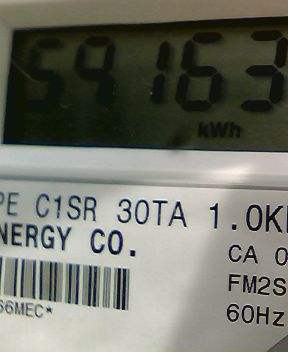 59163
kWh
PE C1SR 30TA 1.0K
NERGY CO.
CA 0
FM2S
60Hz
66MEC*